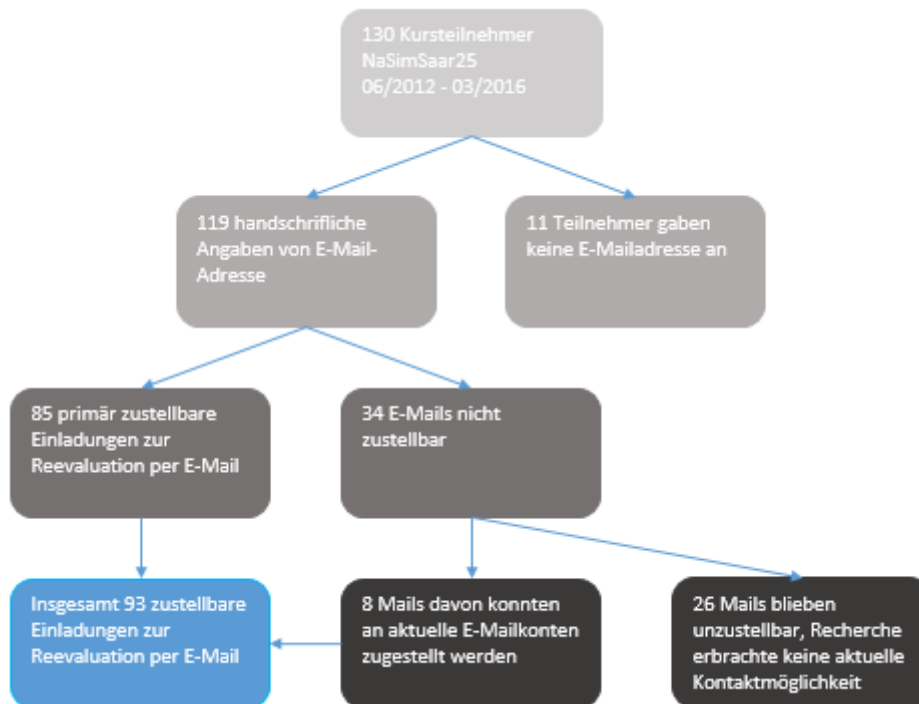 130 Kursteilnehmer
NaSimSaar25
06/2012 - 03/2016
119 handschrifliche
Angaben von E-Mail-
Adresse
11 Teilnehmer gaben
keine E-Mailadresse an
85 primär zustellbare
Einladungen zur
Reevaluation per E-Mail
34 E-Mails nicht
zustellbar
Insgesamt 93 zustellbare
Einladungen zur
Reevaluation per E-Mail
8 Mails davon konnten
an aktuelle E-Mailkonten
zugestellt werden
26 Mails blieben
unzustellbar, Recherche
erbrachte keine aktuelle
Kontaktmöglichkeit